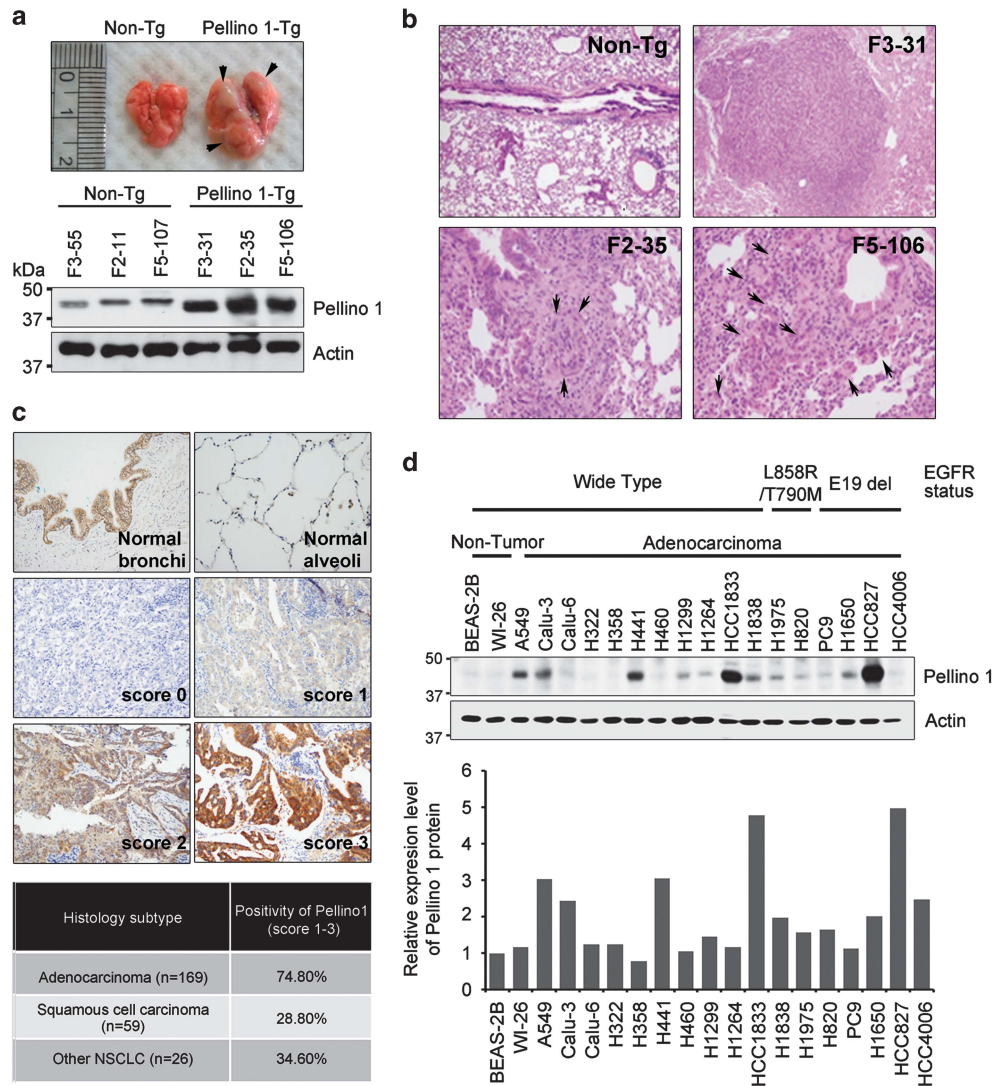 a
Non-Tg Pellino 1-Tg
0
1
2
Non-Tg Pellino 1-Tg
F3-55 F2-11 F5-107 F3-31 F2-35 F5-106
kDa
50
37
Pellino 1
37
Actin
b
Non-Tg
F3-31
F2-35
F5-106
c
Normal bronchi
Normal alveoli
score 0
score 1
score 2
score 3
Histology subtype Positivity of Pellino1 (score 1-3)
Adenocarcinoma (n=169) 74.80%
Squamous cell carcinoma (n=59) 28.80%
Other NSCLC (n=26) 34.60%
d
Wide Type L858R /T790M E19 del EGFR status
Non-Tumor Adenocarcinoma
BEAS-2B WI-26 A549 Calu-3 Calu-6 H322 H358 H441 H460 H1299 H1264 HCC1833 H1838 H1975 H820 PC9 H1650 HCC827 HCC4006
50
37
Pellino 1
37
Actin
Relative expresion level of Pellino 1 protein
6
5
4
3
2
1
0
BEAS-2B WI-26 A549 Calu-3 Calu-6 H322 H358 H441 H460 H1299 H1264 HCC1833 H1838 H1975 H820 PC9 H1650 HCC827 HCC4006